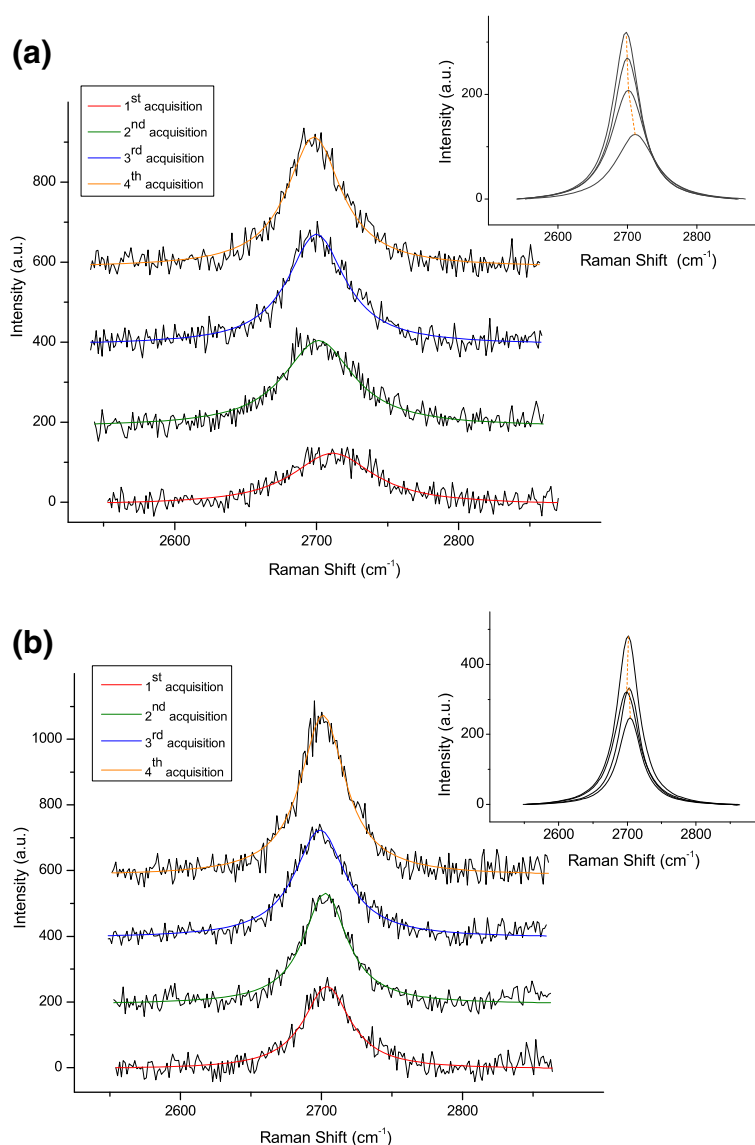 (a)
1st acquisition
2nd acquisition
3rd acquisition
4th acquisition
Intensity (a.u.)
800
600
400
200
0
2600 2700 2800
Raman Shift (cm-1)
Intensity (a.u.)
200
0
2600 2700 2800
Raman Shift (cm-1)
(b)
1st acquisition
2nd acquisition
3rd acquisition
4th acquisition
Intensity (a.u.)
1000
800
600
400
200
0
2600 2700 2800
Raman Shift (cm-1)
Intensity (a.u.)
400
200
0
2600 2700 2800
Raman Shift (cm-1)